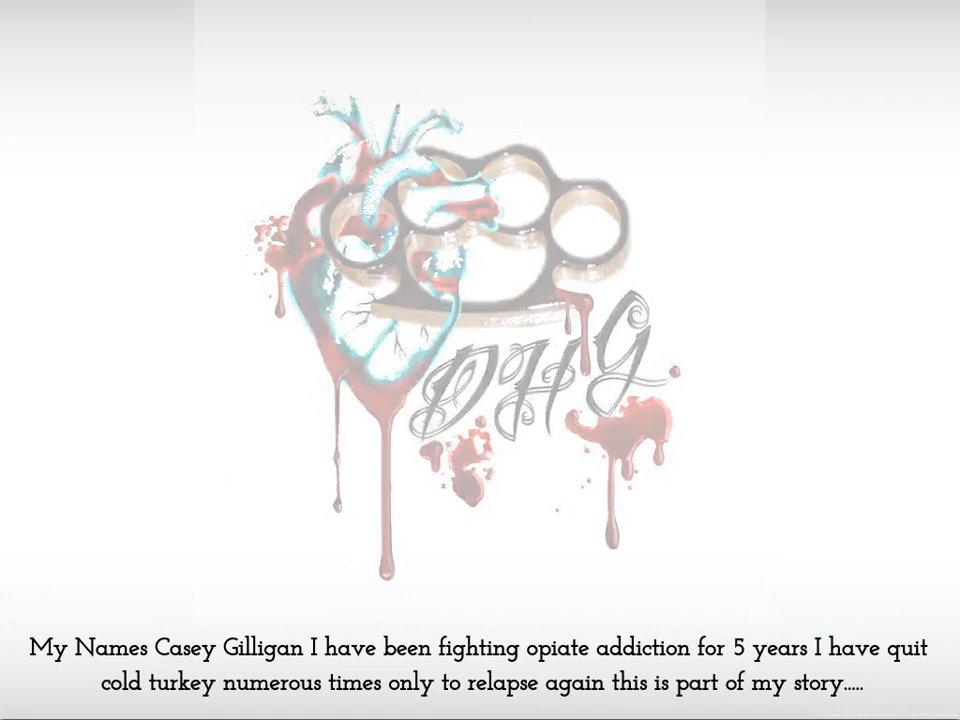 DHG
My Names Casey Gilligan I have been fighting opiate addiction for 5 years I have quit
cold turkey numerous times only to relapse again this is part of my story.....